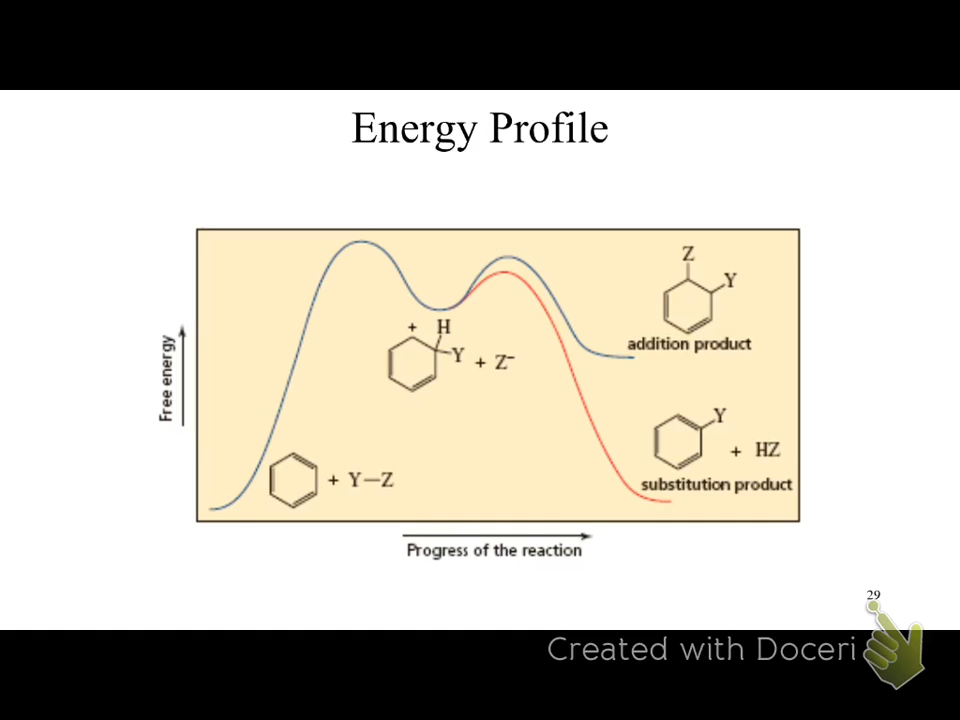 Energy Profile
Free energy
+ Y—Z
+ H
Y + Z⁻
Z
Y
addition product
Y
+ HZ
substitution product
Progress of the reaction
29
Created with Doceri